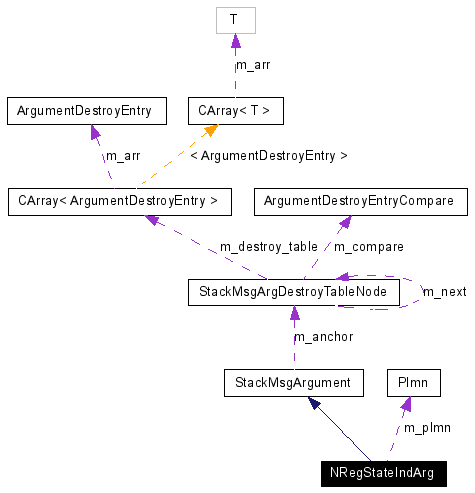 T
m_arr
ArgumentDestroyEntry
CArray< T >
m_arr
< ArgumentDestroyEntry >
CArray< ArgumentDestroyEntry >
ArgumentDestroyEntryCompare
m_destroy_table
m_compare
StackMsgArgDestroyTableNode
m_next
m_anchor
StackMsgArgument
Plmn
m_plmn
NRegStateIndArg